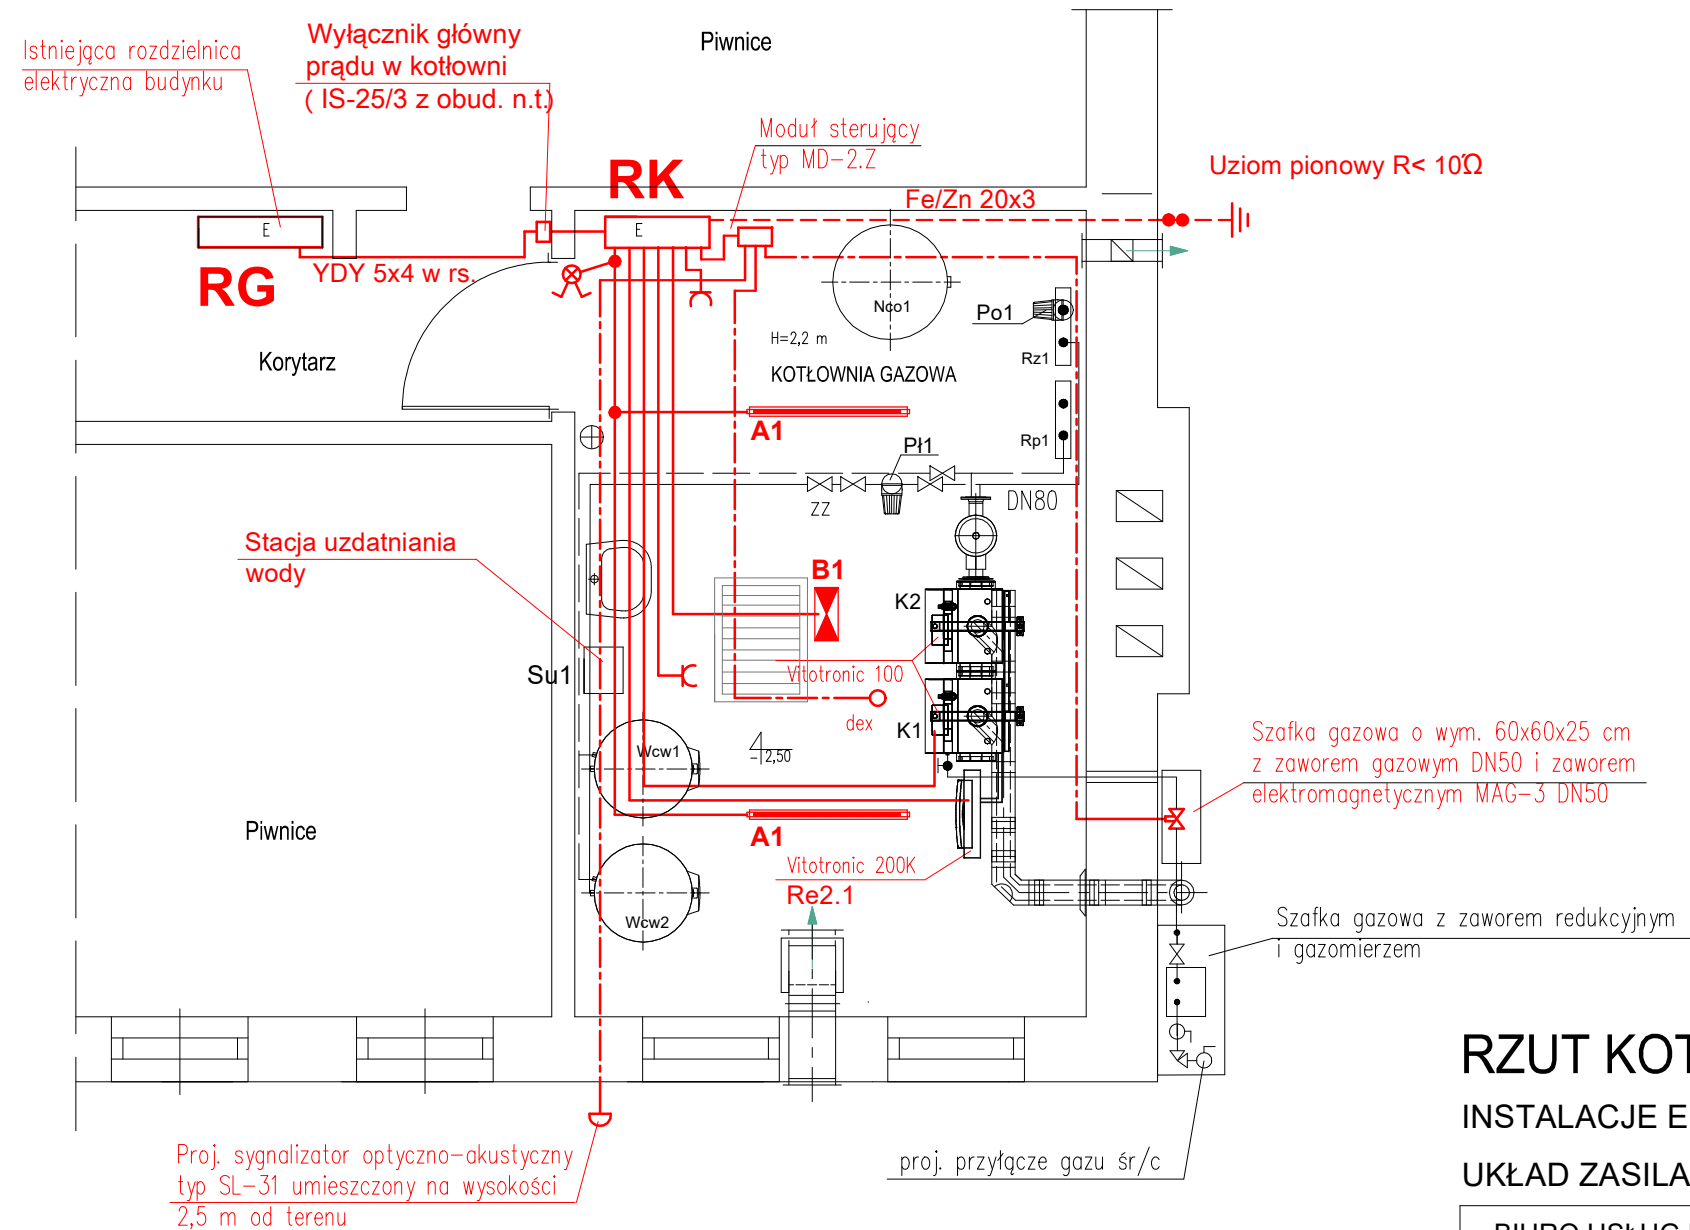 Istniejąca rozdzielnica
elektryczna budynku
Wyłącznik główny
prądu w kotłowni
( IS-25/3 z obud. n.t.)
Piwnice
Moduł sterujący
typ MD-2.Z
Uziom pionowy R< 10Ω
RK
Fe/Zn 20x3
E
E
RG
YDY 5x4 w rs.
Nco1
Po1
H=2,2 m
Rz1
Korytarz
KOTŁOWNIA GAZOWA
A1
Rp1
Pł1
ZZ
DN80
Stacja uzdatniania
wody
B1
K2
Su1
Vitotronic 100
dex
K1
Wcw1
2,50
Szafka gazowa o wym. 60x60x25 cm
z zaworem gazowym DN50 i zaworem
elektromagnetycznym MAG-3 DN50
Piwnice
A1
Vitotronic 200K
Re2.1
Wcw2
Szafka gazowa z zaworem redukcyjnym
i gazomierzem
RZUT KOT
INSTALACJE E
UKŁAD ZASILA
Proj. sygnalizator optyczno-akustyczny
typ SL-31 umieszczony na wysokości
2,5 m od terenu
proj. przyłącze gazu śr/c